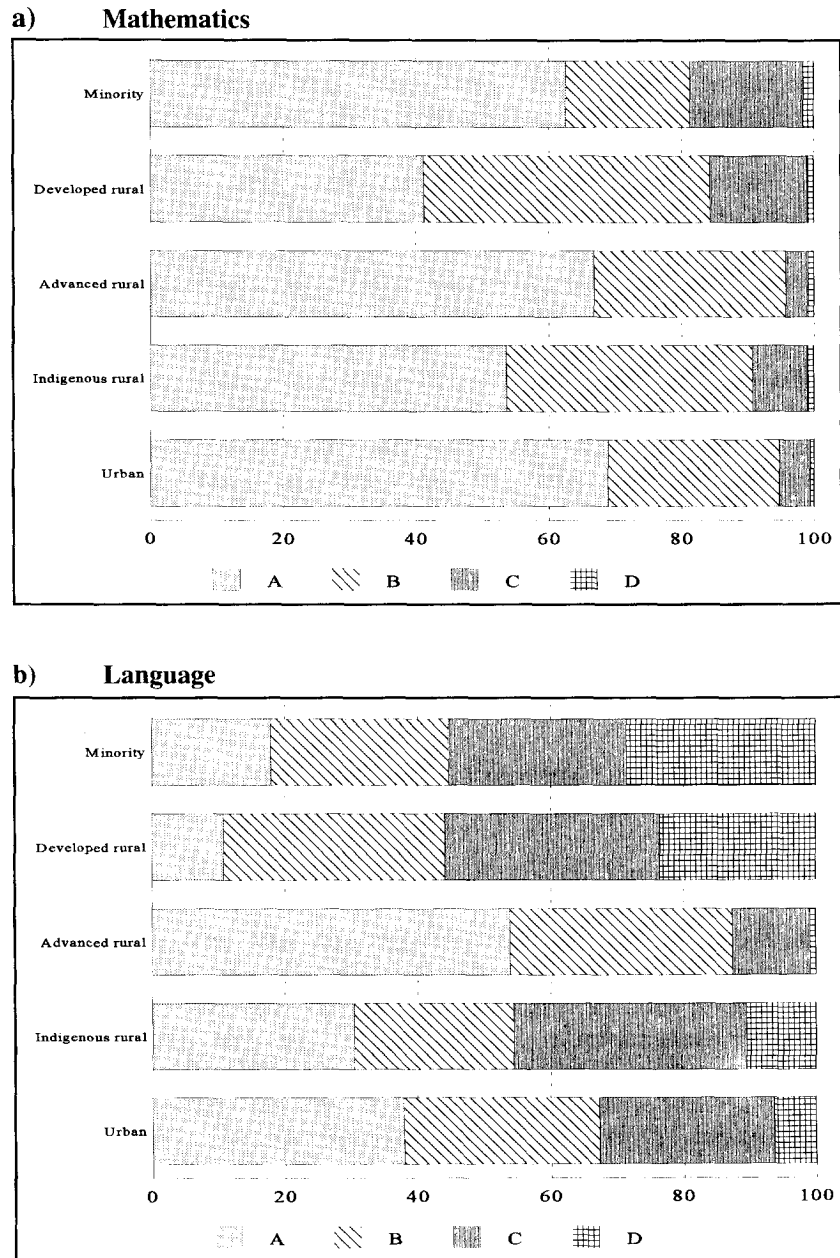 a) Mathematics
Minority
Developed rural
Advanced rural
Indigenous rural
Urban
0 20 40 60 80 100
A B C D
b) Language
Minority
Developed rural
Advanced rural
Indigenous rural
Urban
0 20 40 60 80 100
A B C D